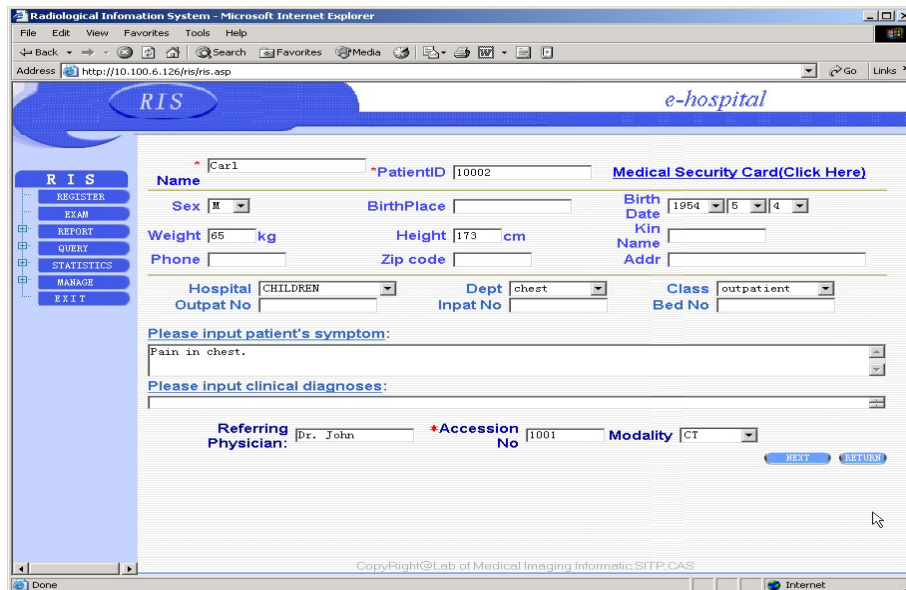 Radiological Infomation System - Microsoft Internet Explorer
File Edit View Favorites Tools Help
Back Search Favorites Media
Address http://10.100.6.126/ris/ris.asp Go Links
RIS e-hospital
RIS
REGISTER
EXAM
REPORT
QUERY
STATISTICS
MANAGE
EXIT
* Name Carl *PatientID 10002 Medical Security Card(Click Here)
Sex M BirthPlace Birth Date 1954 5 4
Weight 65 kg Height 173 cm Kin Name
Phone Zip code Addr
Hospital CHILDREN Dept chest Class outpatient
Outpat No Inpat No Bed No
Please input patient's symptom:
Pain in chest.
Please input clinical diagnoses:
Referring Physician: Dr. John *Accession No 1001 Modality CT
NEXT RETURN
CopyRight@Lab of Medical Imaging Informatic,SITP,CAS
Done Internet